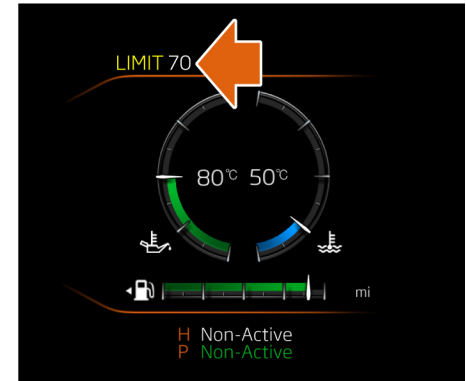 LIMIT 70
80°C 50°C
mi
H Non-Active
P Non-Active